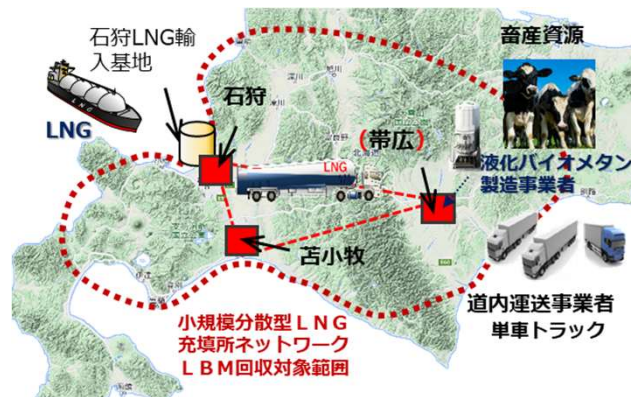 石狩LNG輸
入基地
LNG
石狩
LNG
(帯広)
畜産資源
液化バイオメタン
製造事業者
苫小牧
道内運送事業者
単車トラック
小規模分散型ＬＮＧ
充填所ネットワーク
ＬＢＭ回収対象範囲